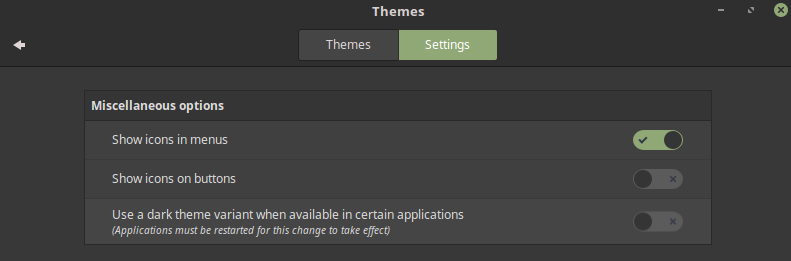 Themes
Themes
Settings
Miscellaneous options
Show icons in menus
Show icons on buttons
Use a dark theme variant when available in certain applications
(Applications must be restarted for this change to take effect)